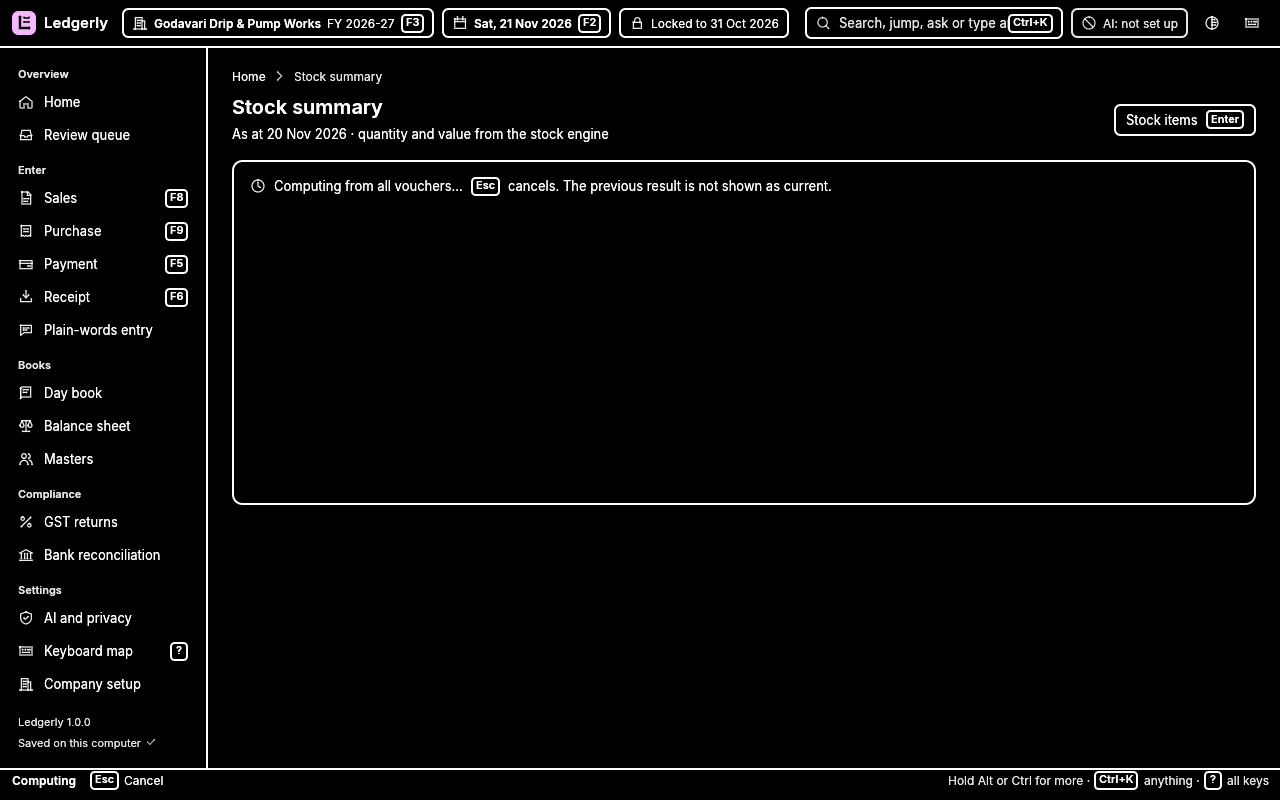 Ledgerly
Godavari Drip & Pump Works FY 2026-27 F3
Sat, 21 Nov 2026 F2
Locked to 31 Oct 2026
Search, jump, ask or type a Ctrl+K
AI: not set up
Overview
Home
Review queue
Enter
Sales F8
Purchase F9
Payment F5
Receipt F6
Plain-words entry
Books
Day book
Balance sheet
Masters
Compliance
GST returns
Bank reconciliation
Settings
AI and privacy
Keyboard map ?
Company setup
Ledgerly 1.0.0
Saved on this computer
Home Stock summary
Stock summary
As at 20 Nov 2026 · quantity and value from the stock engine
Stock items Enter
Computing from all vouchers... Esc cancels. The previous result is not shown as current.
Computing Esc Cancel
Hold Alt or Ctrl for more · Ctrl+K anything · ? all keys